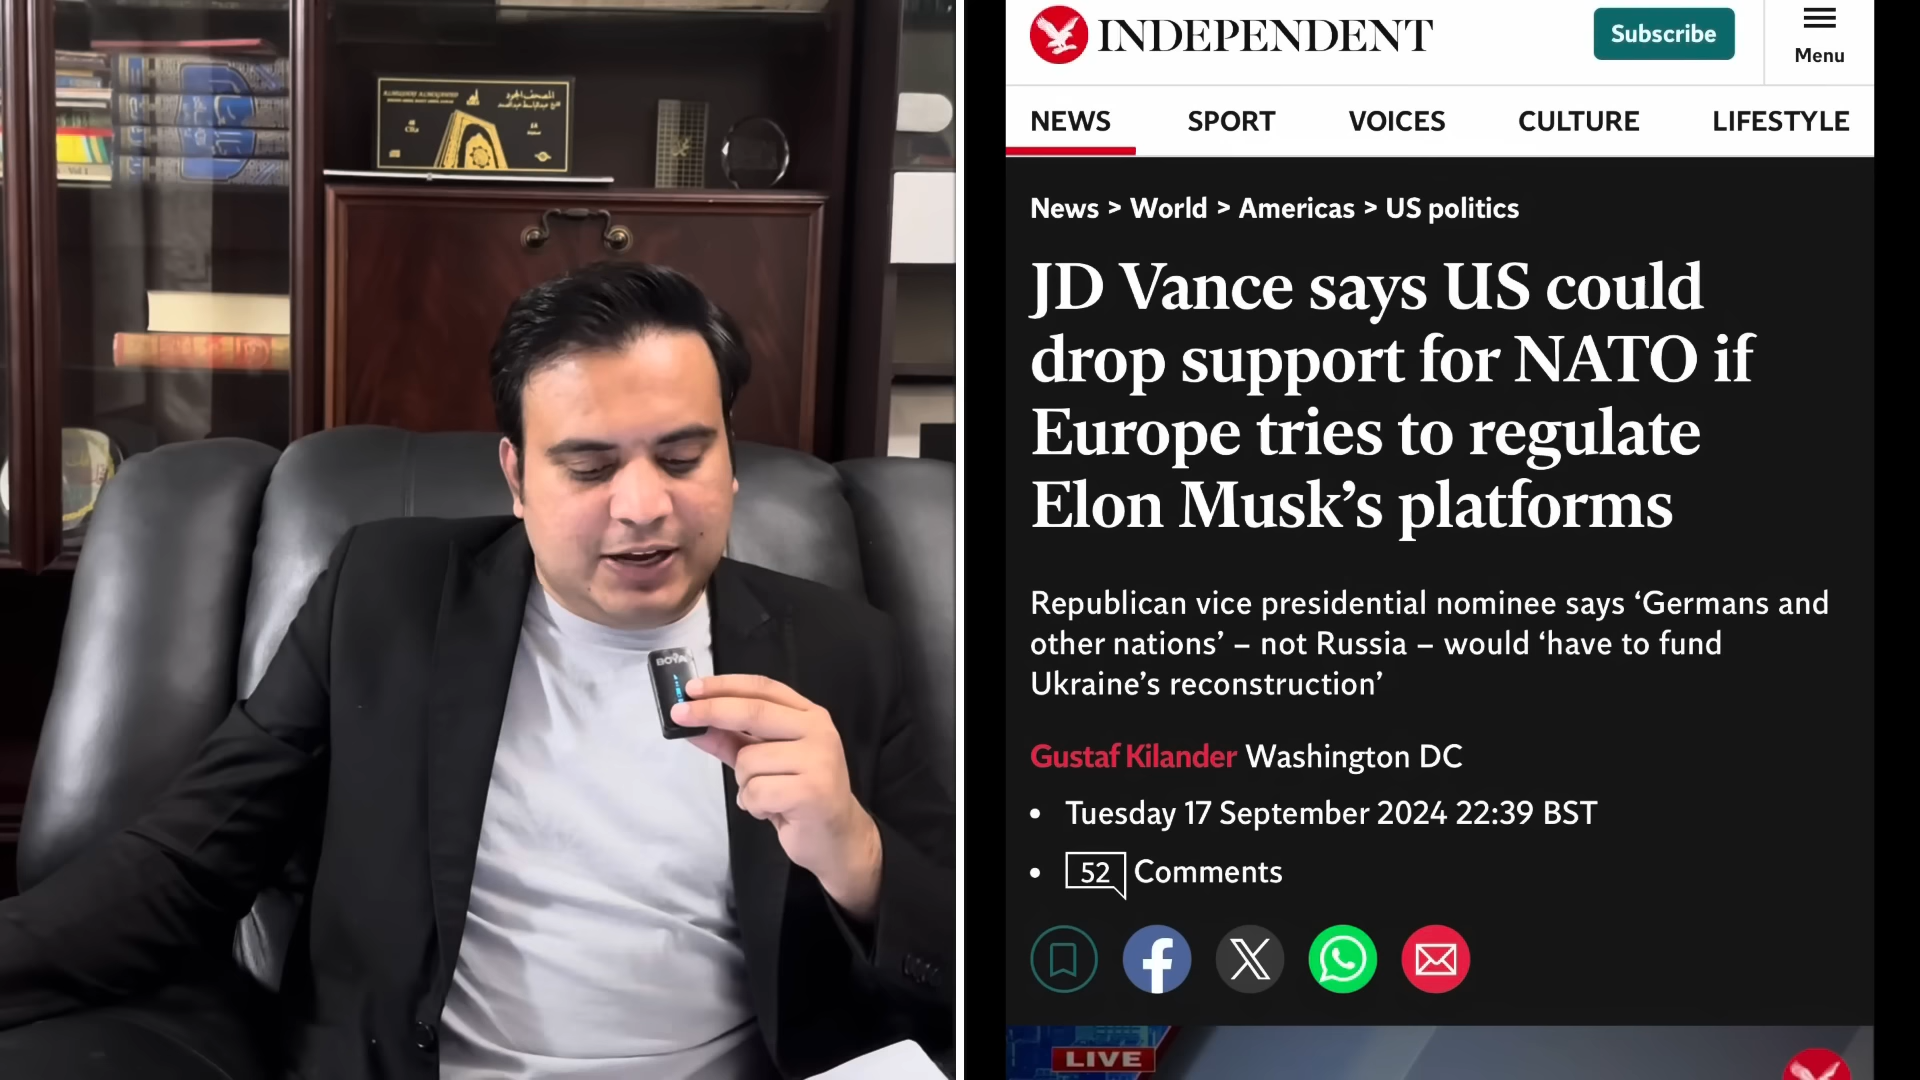 المصحف المجود
BOYA
INDEPENDENT
Subscribe
Menu
NEWS SPORT VOICES CULTURE LIFESTYLE
News > World > Americas > US politics
JD Vance says US could
drop support for NATO if
Europe tries to regulate
Elon Musk’s platforms
Republican vice presidential nominee says ‘Germans and
other nations’ – not Russia – would ‘have to fund
Ukraine’s reconstruction’
Gustaf Kilander Washington DC
• Tuesday 17 September 2024 22:39 BST
• 52 Comments
LIVE